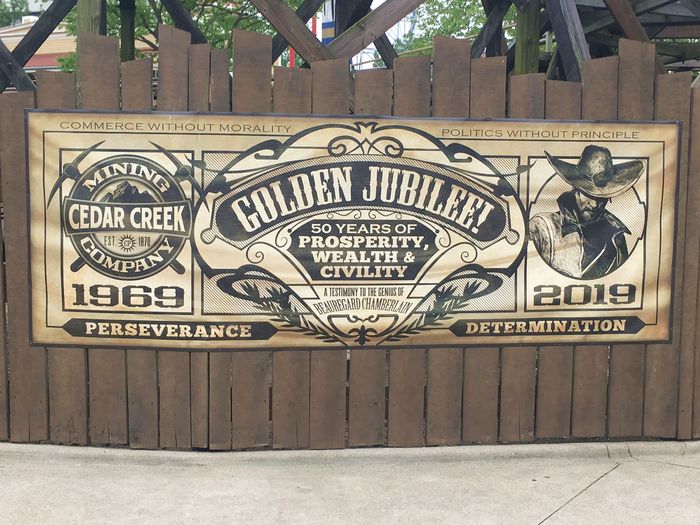 COMMERCE WITHOUT MORALITY
POLITICS WITHOUT PRINCIPLE
MINING
CEDAR CREEK
EST 1870
COMPANY
1969
PERSEVERANCE
GOLDEN JUBILEE!
50 YEARS OF
PROSPERITY,
WEALTH &
CIVILITY
A TESTIMONY TO THE GENIUS OF
BEAUREGARD CHAMBERLAIN
2019
DETERMINATION